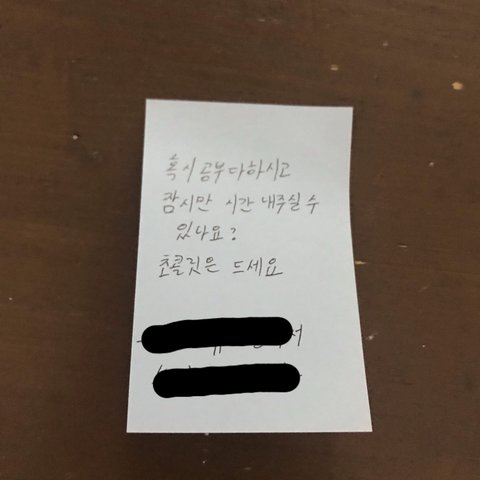 혹시 공부 다하시고
잠시만 시간 내주실 수
있나요?
초콜릿은 드세요